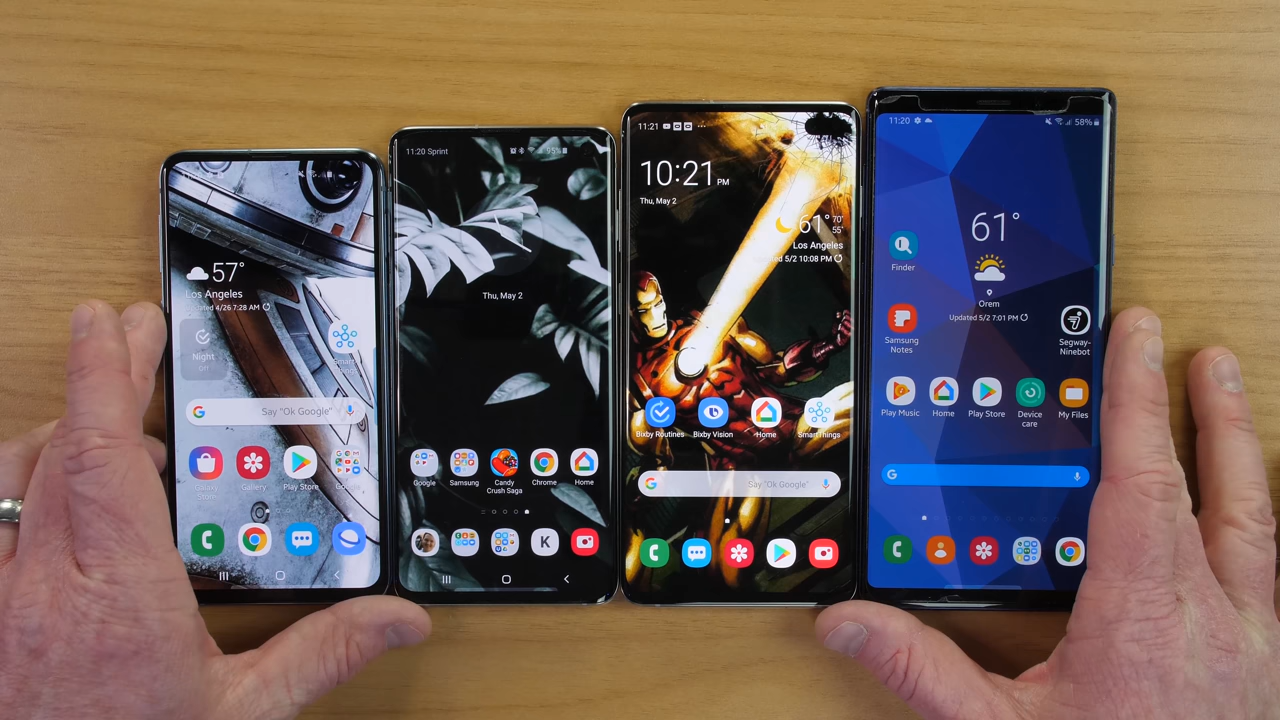 57°
Los Angeles
Updated 4/26 7:28 AM
Night
Off
Say "Ok Google"
Gallery
Play Store
11:20 Sprint
95%
Thu, May 2
Google
Samsung
Candy
Crush Saga
Chrome
Home
K
11:21
10:21 PM
Thu, May 2
61° 70°
55°
Los Angeles
Updated 5/2 10:08 PM
Bixby Routines
Bixby Vision
Home
SmartThings
Say "Ok Google"
11:20
58%
61°
Orem
Updated 5/2 7:01 PM
Finder
Samsung
Notes
Segway-
Ninebot
Play Music
Home
Play Store
Device
care
My Files